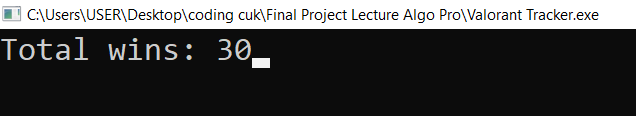 C:\Users\USER\Desktop\coding cuk\Final Project Lecture Algo Pro\Valorant Tracker.exe
Total wins: 30